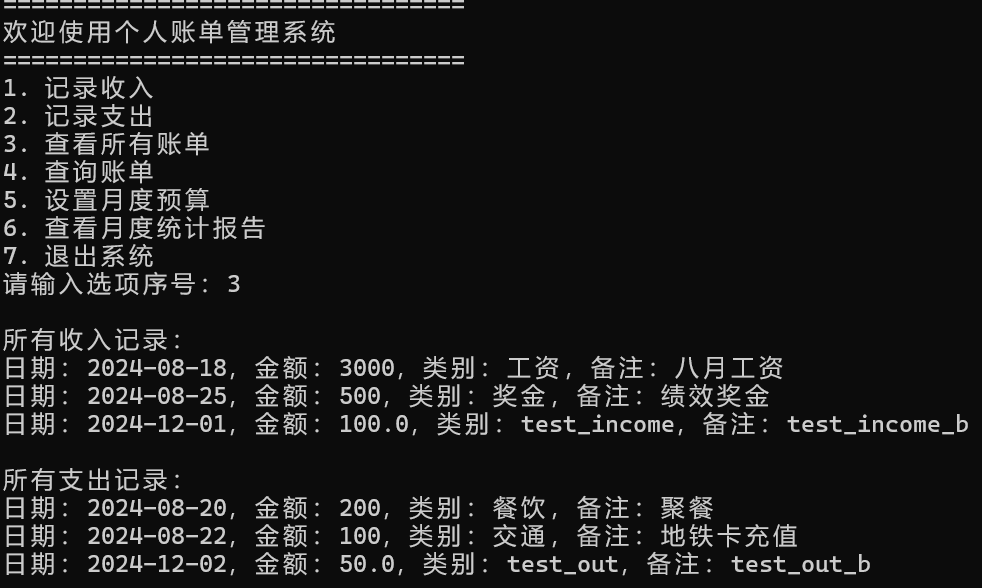 =================================
欢迎使用个人账单管理系统
=================================
1. 记录收入
2. 记录支出
3. 查看所有账单
4. 查询账单
5. 设置月度预算
6. 查看月度统计报告
7. 退出系统
请输入选项序号: 3
所有收入记录:
日期: 2024-08-18, 金额: 3000, 类别: 工资, 备注: 八月工资
日期: 2024-08-25, 金额: 500, 类别: 奖金, 备注: 绩效奖金
日期: 2024-12-01, 金额: 100.0, 类别: test_income, 备注: test_income_b
所有支出记录:
日期: 2024-08-20, 金额: 200, 类别: 餐饮, 备注: 聚餐
日期: 2024-08-22, 金额: 100, 类别: 交通, 备注: 地铁卡充值
日期: 2024-12-02, 金额: 50.0, 类别: test_out, 备注: test_out_b